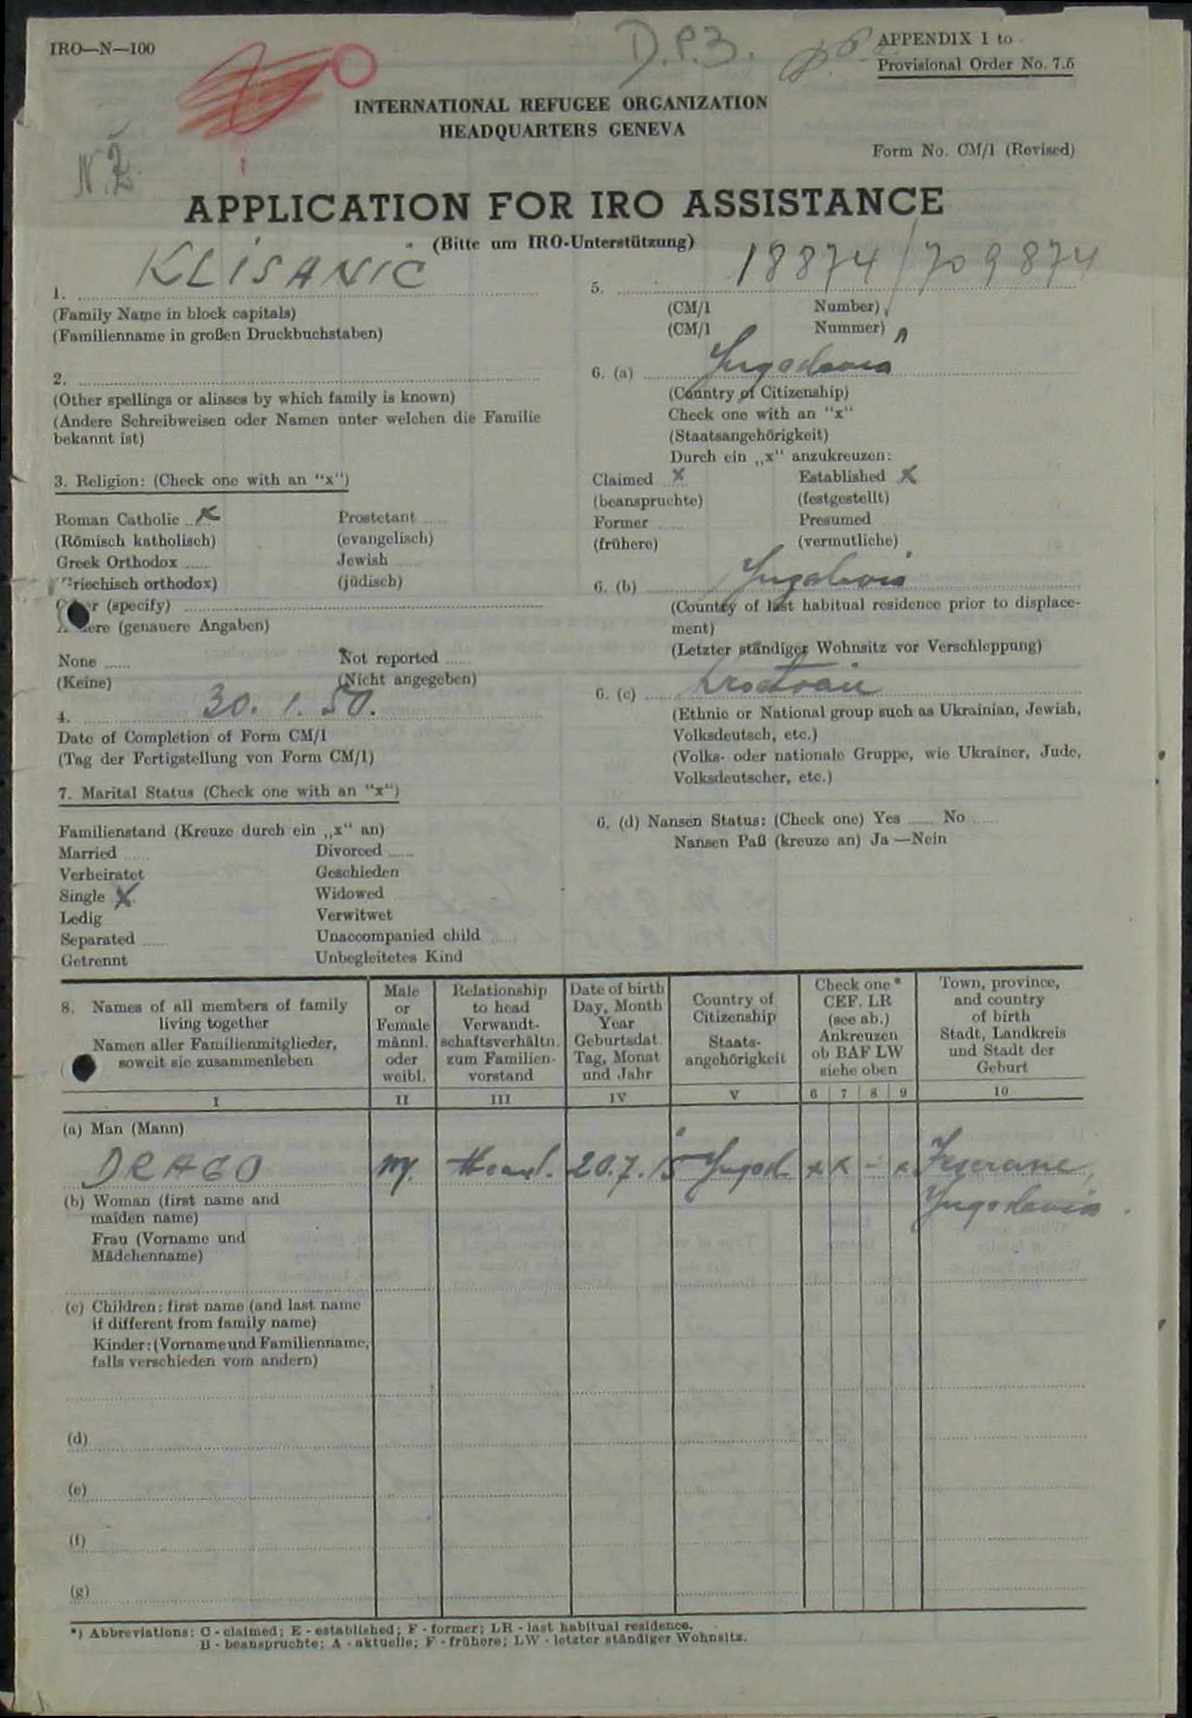 IRO—N—100
D.P.3.
APPENDIX 1 to
Provisional Order No. 7.5
INTERNATIONAL REFUGEE ORGANIZATION
HEADQUARTERS GENEVA
Form No. CM/1 (Revised)
N.Z.
APPLICATION FOR IRO ASSISTANCE
(Bitte um IRO-Unterstützung)
1. KLISANIC
(Family Name in block capitals)
(Familienname in großen Druckbuchstaben)
2.
(Other spellings or aliases by which family is known)
(Andere Schreibweisen oder Namen unter welchen die Familie
bekannt ist)
3. Religion: (Check one with an “x“)
Roman Catholic x Prostetant
(Römisch katholisch) (evangelisch)
Greek Orthodox Jewish
(Griechisch orthodox) (jüdisch)
Other (specify)
Andere (genauere Angaben)
None Not reported
(Keine) (Nicht angegeben)
4. 30. 1. 50.
Date of Completion of Form CM/1
(Tag der Fertigstellung von Form CM/1)
7. Marital Status (Check one with an “x“)
Familienstand (Kreuze durch ein „x“ an)
Married Divorced
Verheiratet Geschieden
Single x Widowed
Ledig Verwitwet
Separated Unaccompanied child
Getrennt Unbegleitetes Kind
5. 18874/709874
(CM/1 Number)
(CM/1 Nummer)
6. (a) Yugoslavia
(Country of Citizenship)
Check one with an “x“
(Staatsangehörigkeit)
Durch ein „x“ anzukreuzen:
Claimed x Established x
(beanspruchte) (festgestellt)
Former Presumed
(frühere) (vermutliche)
6. (b)
(Country of last habitual residence prior to displace-
ment)
(Letzter ständiger Wohnsitz vor Verschleppung)
6. (c)
(Ethnic or National group such as Ukrainian, Jewish,
Volksdeutsch, etc.)
(Volks- oder nationale Gruppe, wie Ukrainer, Jude,
Volksdeutscher, etc.)
6. (d) Nansen Status: (Check one) Yes No
Nansen Paß (kreuze an) Ja —Nein
8. Names of all members of family
living together
Namen aller Familienmitglieder,
soweit sie zusammenleben
Male
or
Female
männl.
oder
weibl.
Relationship
to head
Verwandt-
schaftsverhältn.
zum Familien-
vorstand
Date of birth
Day, Month
Year
Geburtsdat.
Tag, Monat
und Jahr
Country of
Citizenship
Staats-
angehörigkeit
Check one *
CEF. LR
(see ab.)
Ankreuzen
ob BAF LW
siehe oben
Town, province,
and country
of birth
Stadt, Landkreis
und Stadt der
Geburt
I II III IV V 6 7 8 9 10
(a) Man (Mann)
DRAGO M. Head. 20.7.15 Yugosl. x x - x
Yugoslavia.
(b) Woman (first name and
maiden name)
Frau (Vorname und
Mädchenname)
(c) Children: first name (and last name
if different from family name)
Kinder: (Vorname und Familienname,
falls verschieden vom andern)
(d)
(e)
(f)
(g)
*) Abbreviations: C - claimed; E - established; F - former; LR - last habitual residence.
B - beanspruchte; A - aktuelle; F - frühere; LW - letzter ständiger Wohnsitz.